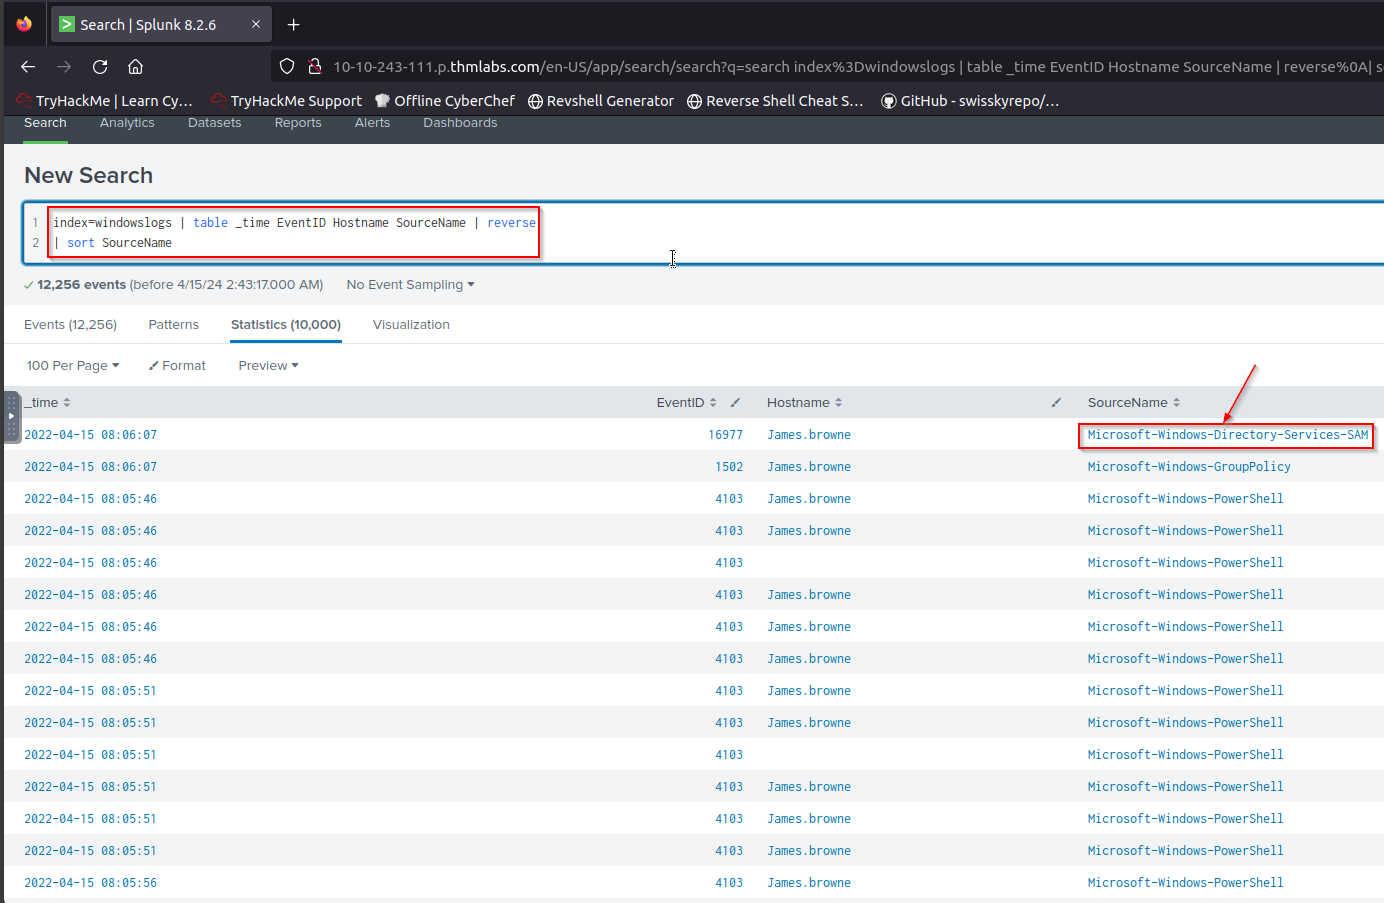 Search | Splunk 8.2.6
10-10-243-111.p.thmlabs.com/en-US/app/search/search?q=search index%3Dwindowslogs | table _time EventID Hostname SourceName | reverse%0A| s
TryHackMe | Learn Cy… TryHackMe Support Offline CyberChef Revshell Generator Reverse Shell Cheat S… GitHub - swisskyrepo/…
Search Analytics Datasets Reports Alerts Dashboards
New Search
1 index=windowslogs | table _time EventID Hostname SourceName | reverse
2 | sort SourceName
12,256 events (before 4/15/24 2:43:17.000 AM) No Event Sampling
Events (12,256) Patterns Statistics (10,000) Visualization
100 Per Page Format Preview
_time EventID Hostname SourceName
2022-04-15 08:06:07 16977 James.browne Microsoft-Windows-Directory-Services-SAM
2022-04-15 08:06:07 1502 James.browne Microsoft-Windows-GroupPolicy
2022-04-15 08:05:46 4103 James.browne Microsoft-Windows-PowerShell
2022-04-15 08:05:46 4103 James.browne Microsoft-Windows-PowerShell
2022-04-15 08:05:46 4103 Microsoft-Windows-PowerShell
2022-04-15 08:05:46 4103 James.browne Microsoft-Windows-PowerShell
2022-04-15 08:05:46 4103 James.browne Microsoft-Windows-PowerShell
2022-04-15 08:05:46 4103 James.browne Microsoft-Windows-PowerShell
2022-04-15 08:05:51 4103 James.browne Microsoft-Windows-PowerShell
2022-04-15 08:05:51 4103 James.browne Microsoft-Windows-PowerShell
2022-04-15 08:05:51 4103 Microsoft-Windows-PowerShell
2022-04-15 08:05:51 4103 James.browne Microsoft-Windows-PowerShell
2022-04-15 08:05:51 4103 James.browne Microsoft-Windows-PowerShell
2022-04-15 08:05:51 4103 James.browne Microsoft-Windows-PowerShell
2022-04-15 08:05:56 4103 James.browne Microsoft-Windows-PowerShell